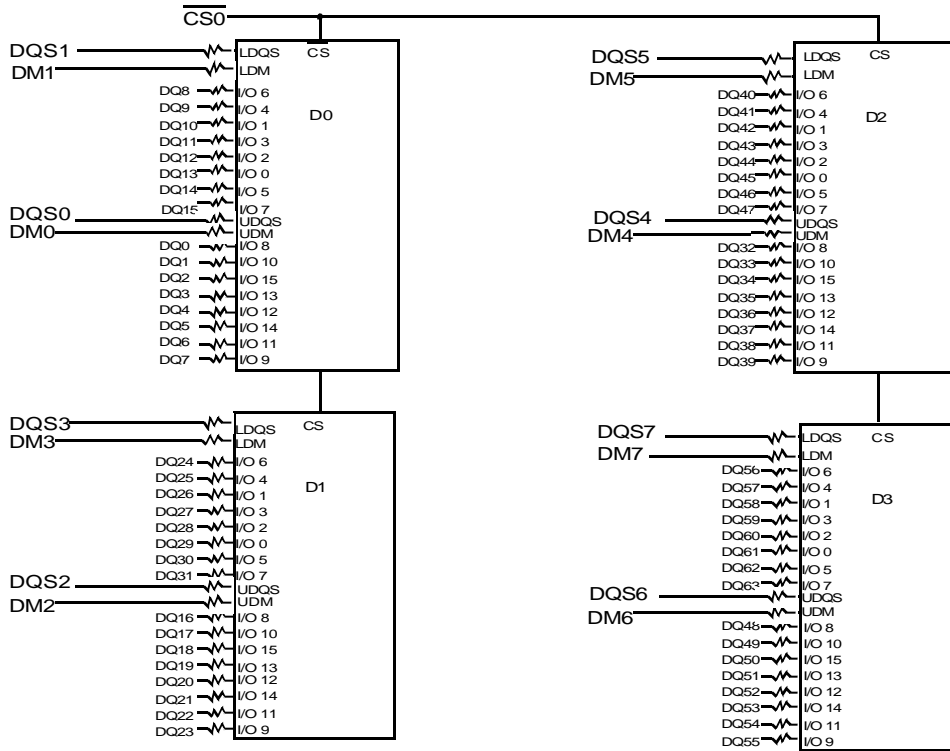 CS0
DQS1 LDQS CS
DM1 LDM
DQ8 I/O 6
DQ9 I/O 4 D0
DQ10 I/O 1
DQ11 I/O 3
DQ12 I/O 2
DQ13 I/O 0
DQ14 I/O 5
DQ15 I/O 7
DQS0 UDQS
DM0 UDM
DQ0 I/O 8
DQ1 I/O 10
DQ2 I/O 15
DQ3 I/O 13
DQ4 I/O 12
DQ5 I/O 14
DQ6 I/O 11
DQ7 I/O 9
DQS3 LDQS CS
DM3 LDM
DQ24 I/O 6
DQ25 I/O 4 D1
DQ26 I/O 1
DQ27 I/O 3
DQ28 I/O 2
DQ29 I/O 0
DQ30 I/O 5
DQ31 I/O 7
DQS2 UDQS
DM2 UDM
DQ16 I/O 8
DQ17 I/O 10
DQ18 I/O 15
DQ19 I/O 13
DQ20 I/O 12
DQ21 I/O 14
DQ22 I/O 11
DQ23 I/O 9
DQS5 LDQS CS
DM5 LDM
DQ40 I/O 6
DQ41 I/O 4 D2
DQ42 I/O 1
DQ43 I/O 3
DQ44 I/O 2
DQ45 I/O 0
DQ46 I/O 5
DQ47 I/O 7
DQS4 UDQS
DM4 UDM
DQ32 I/O 8
DQ33 I/O 10
DQ34 I/O 15
DQ35 I/O 13
DQ36 I/O 12
DQ37 I/O 14
DQ38 I/O 11
DQ39 I/O 9
DQS7 LDQS CS
DM7 LDM
DQ56 I/O 6
DQ57 I/O 4
DQ58 I/O 1 D3
DQ59 I/O 3
DQ60 I/O 2
DQ61 I/O 0
DQ62 I/O 5
DQ63 I/O 7
DQS6 UDQS
DM6 UDM
DQ48 I/O 8
DQ49 I/O 10
DQ50 I/O 15
DQ51 I/O 13
DQ52 I/O 12
DQ53 I/O 14
DQ54 I/O 11
DQ55 I/O 9